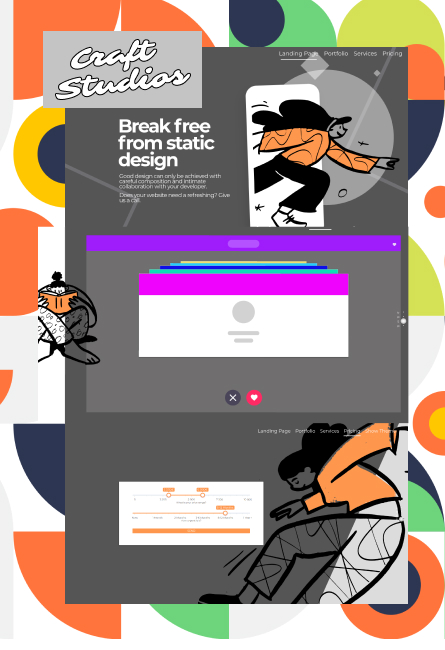 Craft
Studios
Landing Page Portfolio Services Pricing
Break free
from static
design
Good design can only be achieved with
careful composition and intimate
collaboration with your developer.
Does your website need a refreshing? Give
us a call.
Landing Page Portfolio Services Pricing